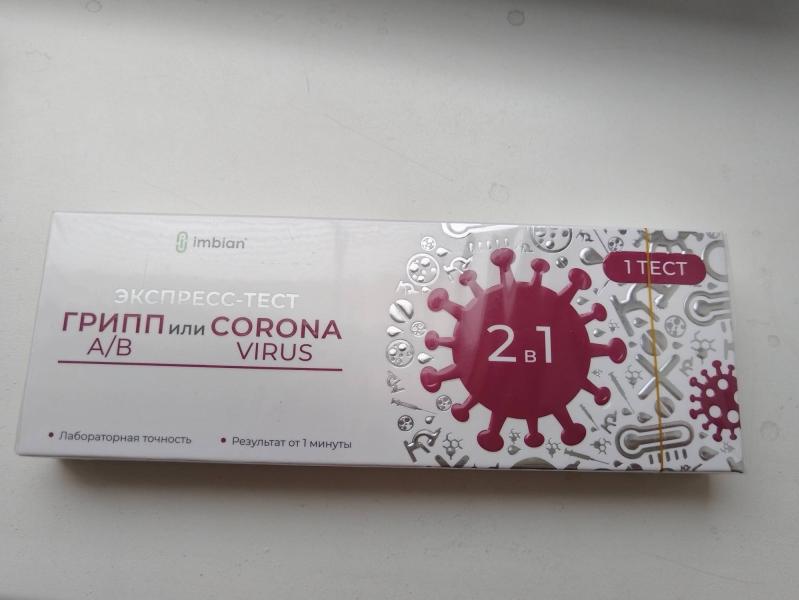 imbian®
ЭКСПРЕСС-ТЕСТ
ГРИПП или CORONA
A/B VIRUS
• Лабораторная точность • Результат от 1 минуты
1 ТЕСТ
2 в 1